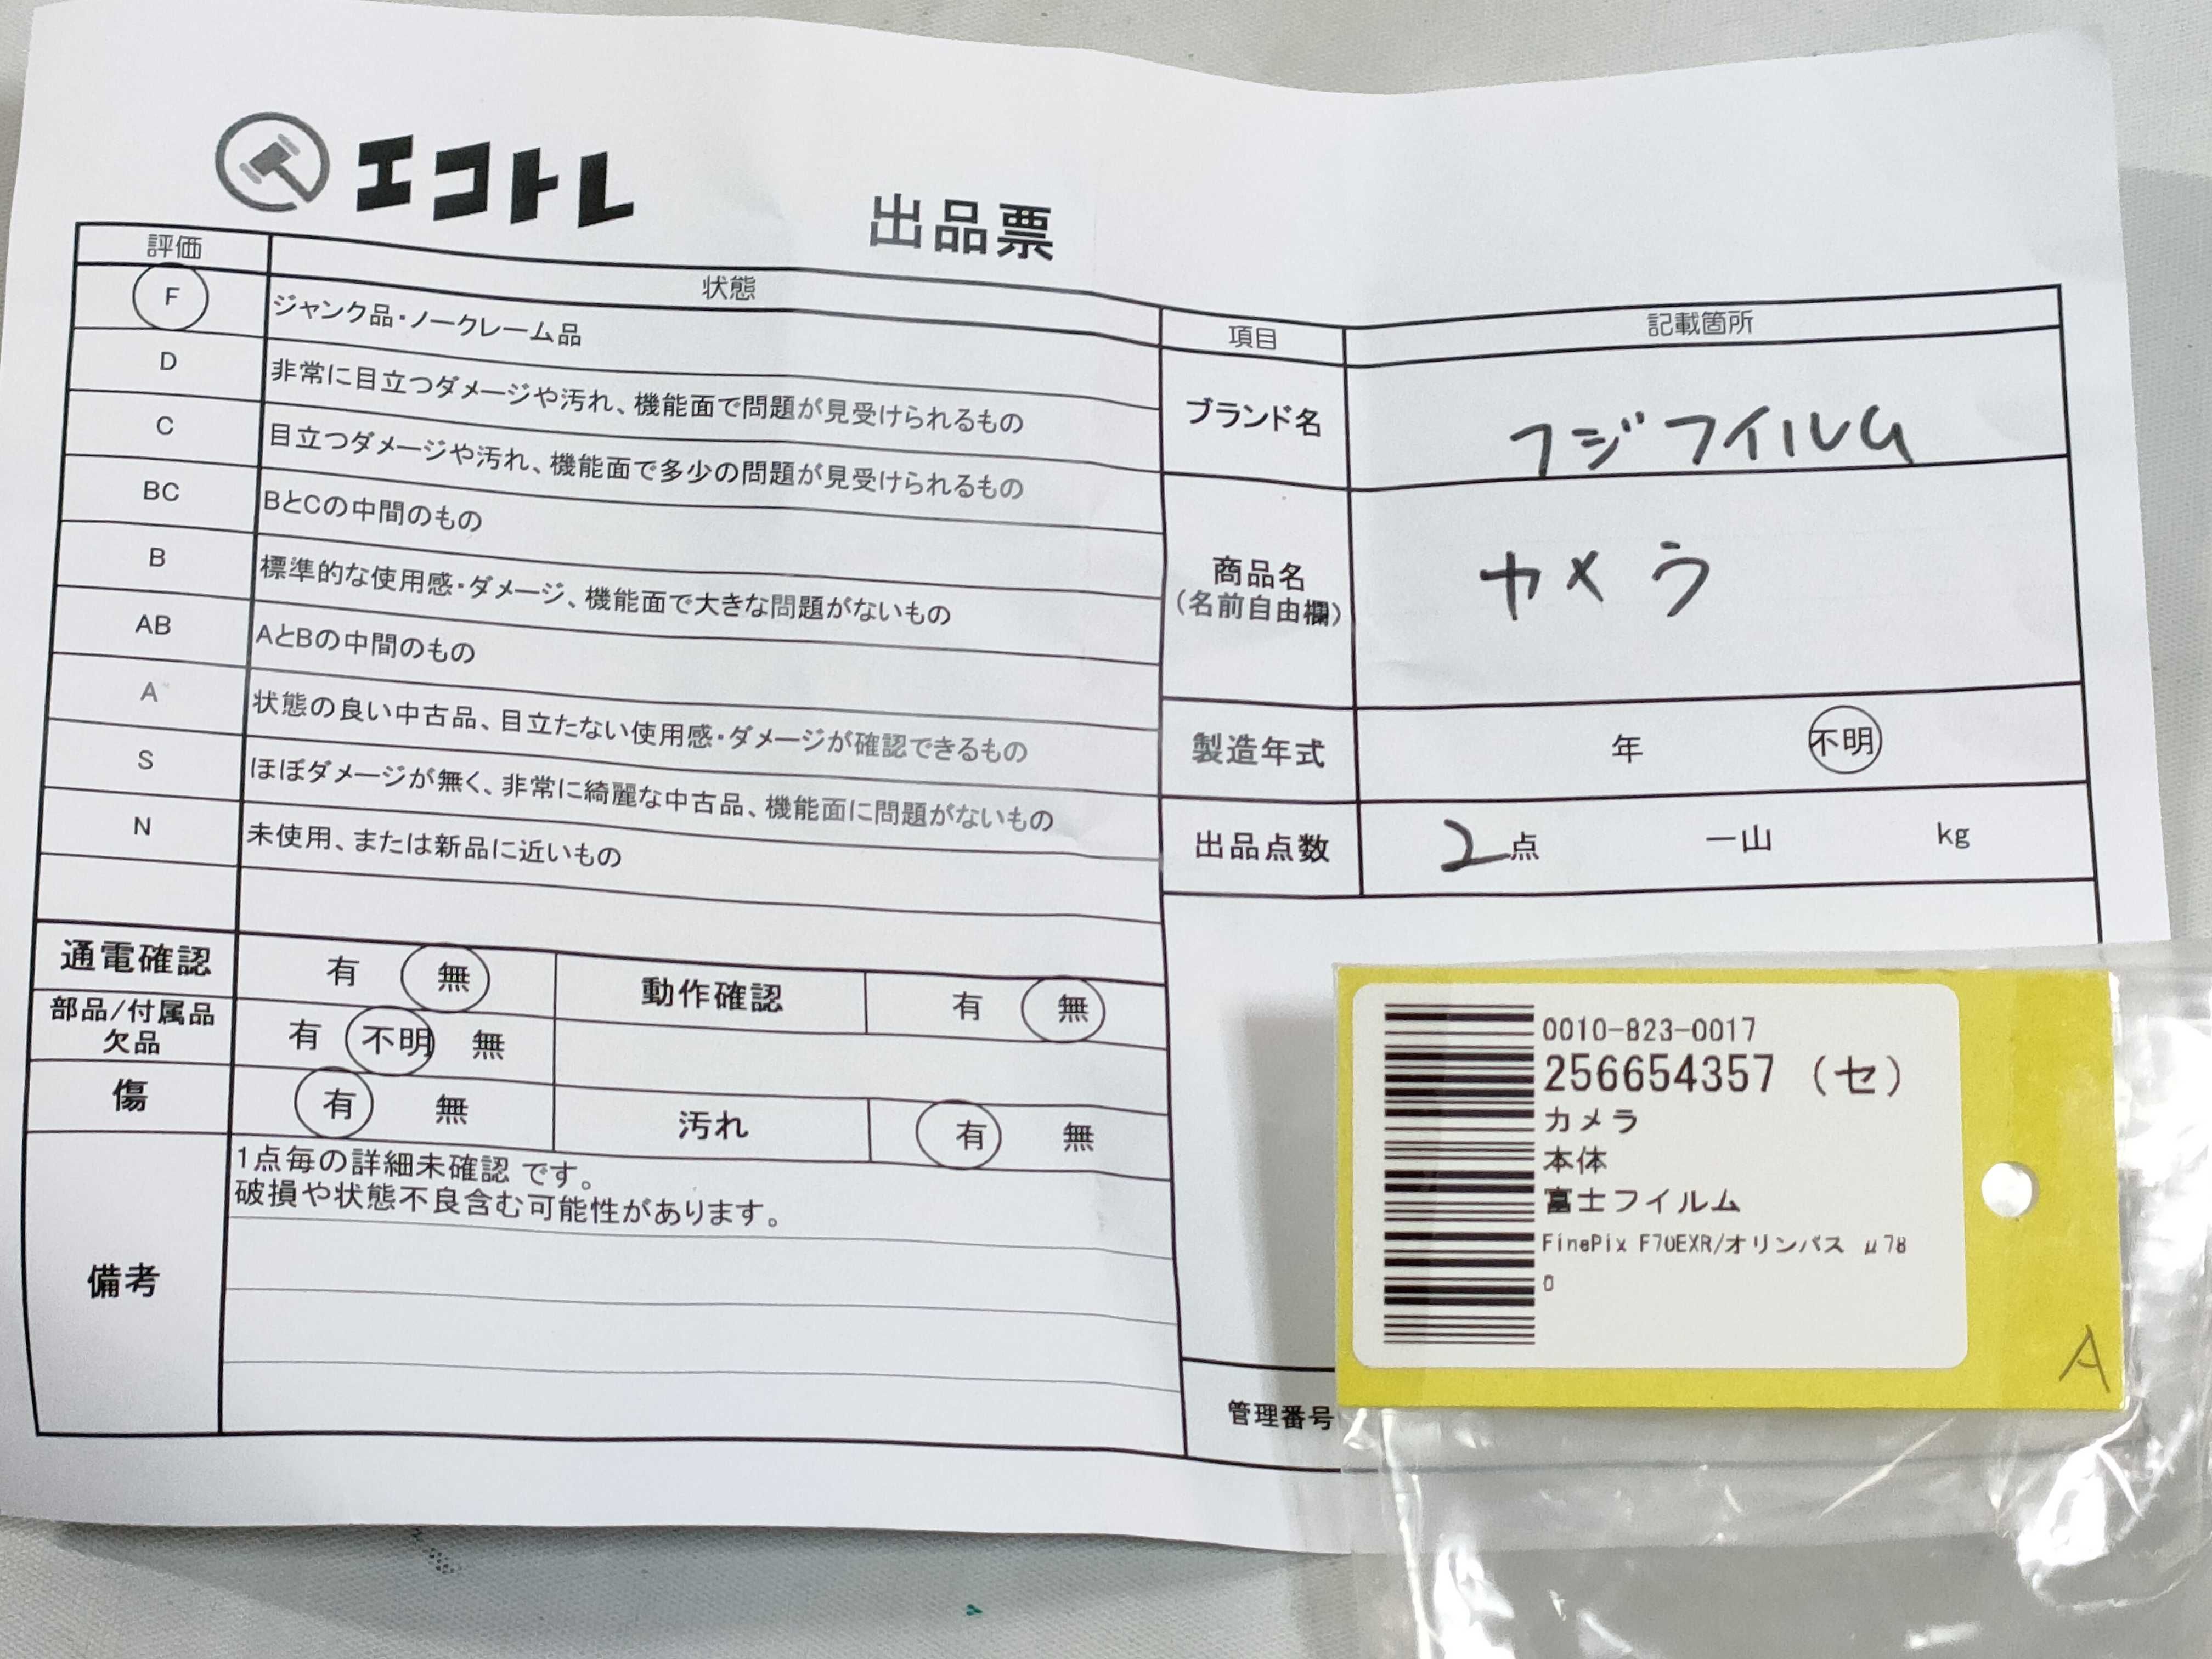 エコトレ
出品票
評価 状態
F ジャンク品・ノークレーム品
D 非常に目立つダメージや汚れ、機能面で問題が見受けられるもの
C 目立つダメージや汚れ、機能面で多少の問題が見受けられるもの
BC BとCの中間のもの
B 標準的な使用感・ダメージ、機能面で大きな問題がないもの
AB AとBの中間のもの
A 状態の良い中古品、目立たない使用感・ダメージが確認できるもの
S ほぼダメージが無く、非常に綺麗な中古品、機能面に問題がないもの
N 未使用、または新品に近いもの
通電確認 有 無 動作確認 有 無
部品/付属品
欠品 有 不明 無
傷 有 無 汚れ 有 無
備考
1点毎の詳細未確認 です。
破損や状態不良含む可能性があります。
項目 記載箇所
ブランド名 フジフイルム
商品名
(名前自由欄) カメラ
製造年式 年 不明
出品点数 2点 一山 kg
管理番号
0010-823-0017
256654357 (セ)
カメラ
本体
富士フイルム
FinePix F70EXR/オリンパス μ78
0
A